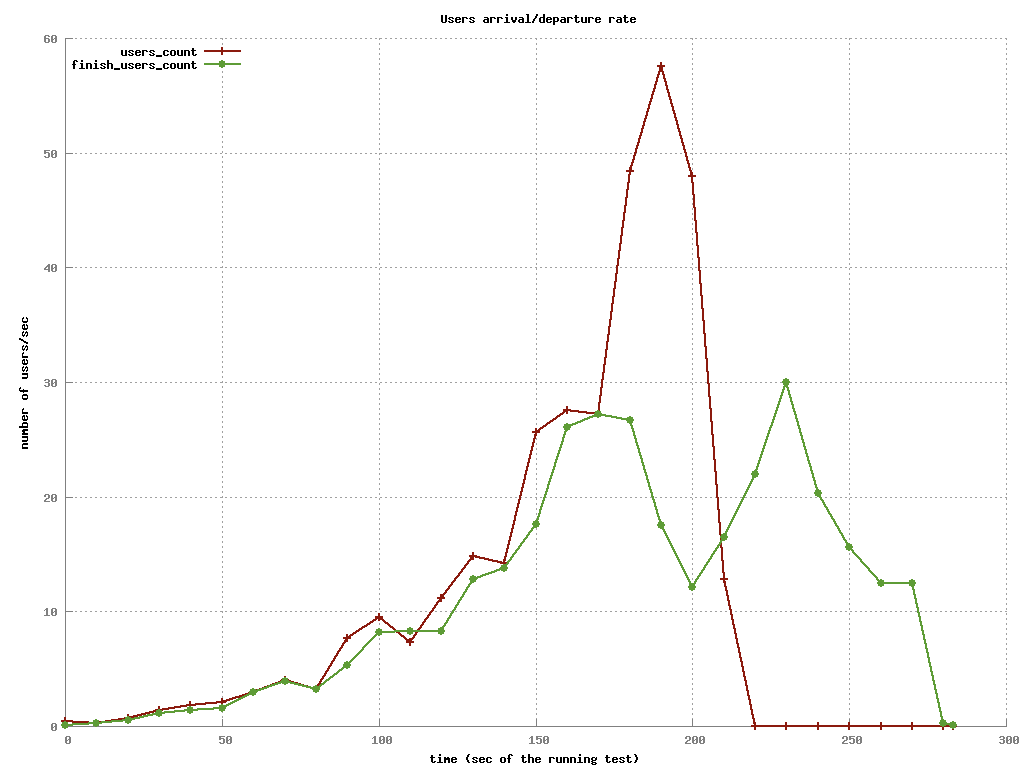 Users arrival/departure rate
users_count
finish_users_count
60
50
40
30
20
10
0
number of users/sec
0 50 100 150 200 250 300
time (sec of the running test)